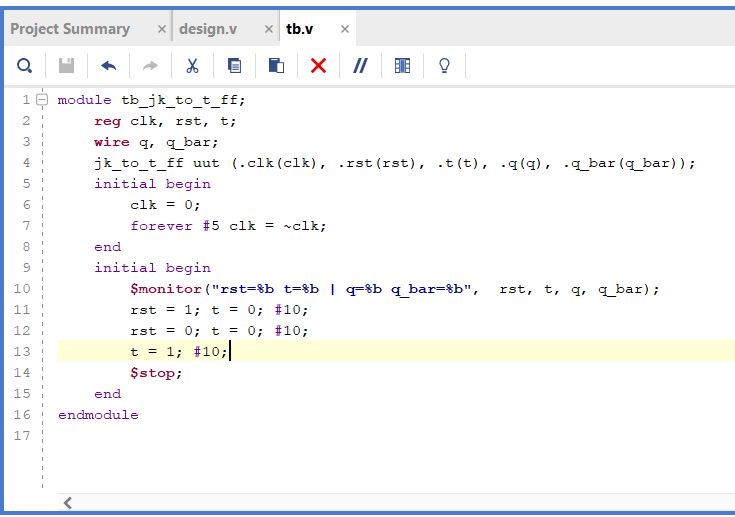 Project Summary × design.v × tb.v ×
1 module tb_jk_to_t_ff;
2     reg clk, rst, t;
3     wire q, q_bar;
4     jk_to_t_ff uut (.clk(clk), .rst(rst), .t(t), .q(q), .q_bar(q_bar));
5     initial begin
6         clk = 0;
7         forever #5 clk = ~clk;
8     end
9     initial begin
10         $monitor("rst=%b t=%b | q=%b q_bar=%b",  rst, t, q, q_bar);
11         rst = 1; t = 0; #10;
12         rst = 0; t = 0; #10;
13         t = 1; #10;
14         $stop;
15     end
16 endmodule
17